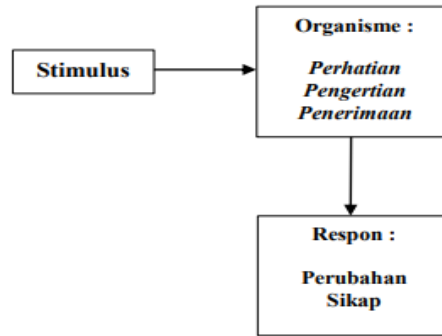 Stimulus
Organisme :
Perhatian
Pengertian
Penerimaan
Respon :
Perubahan
Sikap